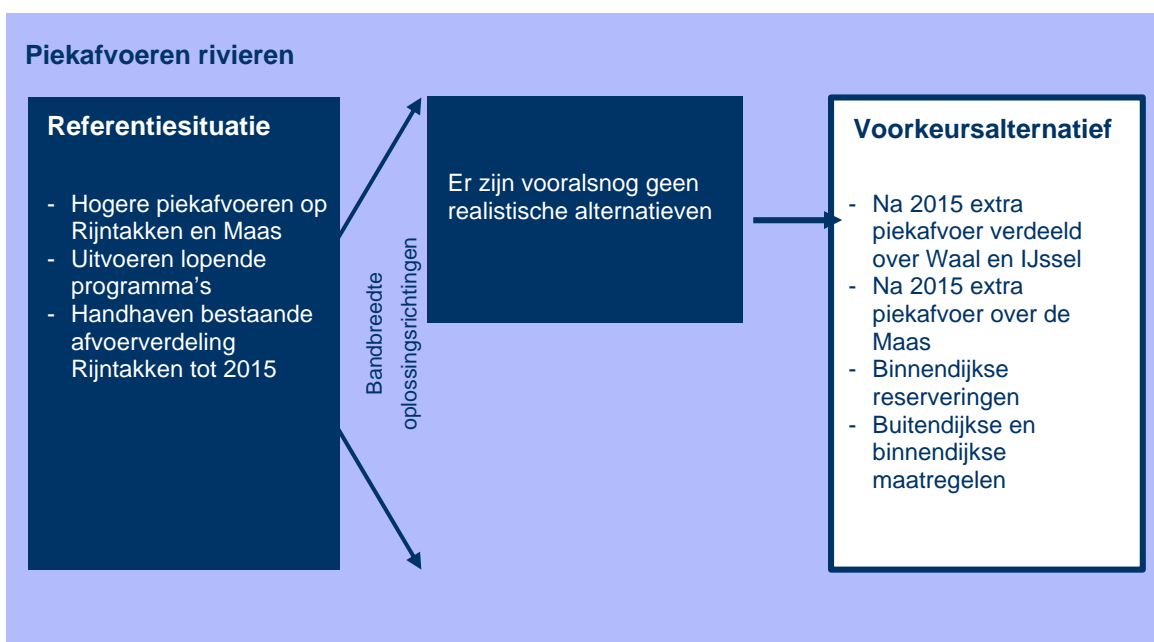 Piekafvoeren rivieren
Referentiesituatie
- Hogere piekafvoeren op
Rijntakken en Maas
- Uitvoeren lopende
programma’s
- Handhaven bestaande
afvoerverdeling
Rijntakken tot 2015
Bandbreedte
oplossingsrichtingen
Er zijn vooralsnog geen
realistische alternatieven
Voorkeursalternatief
- Na 2015 extra
piekafvoer verdeeld
over Waal en IJssel
- Na 2015 extra
piekafvoer over de
Maas
- Binnendijkse
reserveringen
- Buitendijkse en
binnendijkse
maatregelen